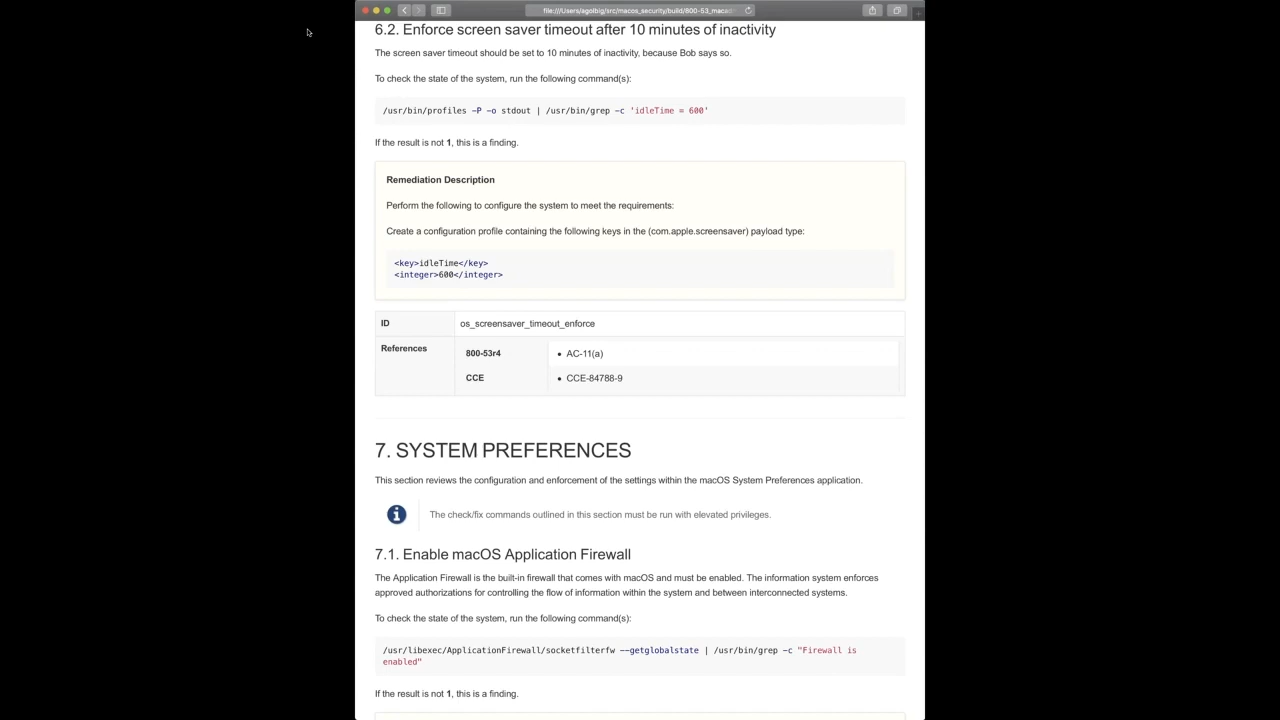 file:///Users/agolbig/src/macos_security/build/800-53_macad
6.2. Enforce screen saver timeout after 10 minutes of inactivity
The screen saver timeout should be set to 10 minutes of inactivity, because Bob says so.
To check the state of the system, run the following command(s):
/usr/bin/profiles -P -o stdout | /usr/bin/grep -c 'idleTime = 600'
If the result is not 1, this is a finding.
Remediation Description
Perform the following to configure the system to meet the requirements:
Create a configuration profile containing the following keys in the (com.apple.screensaver) payload type:
<key>idleTime</key>
<integer>600</integer>
ID os_screensaver_timeout_enforce
References 800-53r4 • AC-11(a)
CCE • CCE-84788-9
7. SYSTEM PREFERENCES
This section reviews the configuration and enforcement of the settings within the macOS System Preferences application.
The check/fix commands outlined in this section must be run with elevated privileges.
7.1. Enable macOS Application Firewall
The Application Firewall is the built-in firewall that comes with macOS and must be enabled. The information system enforces
approved authorizations for controlling the flow of information within the system and between interconnected systems.
To check the state of the system, run the following command(s):
/usr/libexec/ApplicationFirewall/socketfilterfw --getglobalstate | /usr/bin/grep -c "Firewall is
enabled"
If the result is not 1, this is a finding.